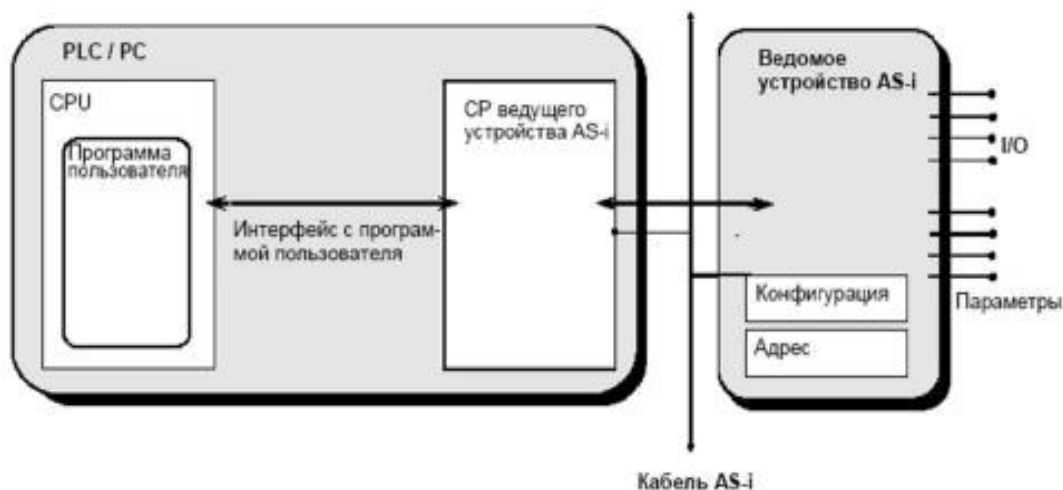 PLC / PC
CPU
Программа
пользователя
Интерфейс с програм-
мой пользователя
CP ведущего
устройства AS-i
Ведомое
устройство AS-i
I/O
Конфигурация
Параметры
Адрес
Кабель AS-i